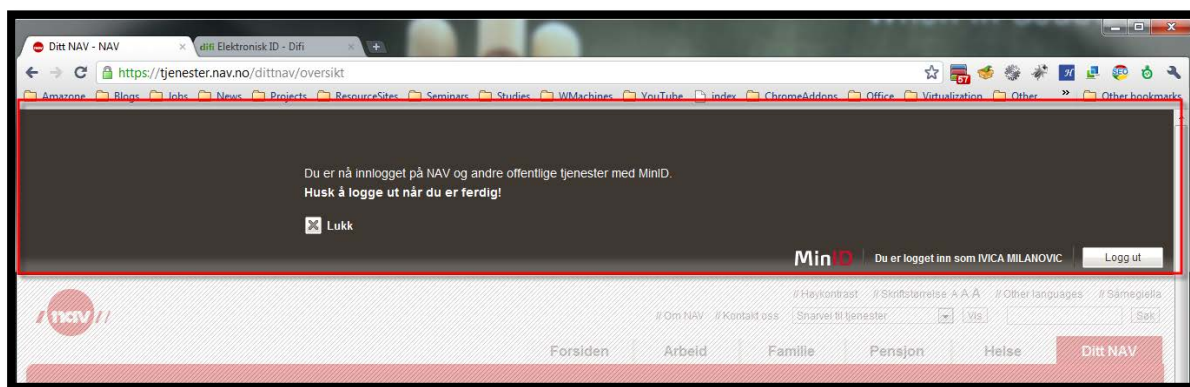 Ditt NAV - NAV
difi Elektronisk ID - Difi
https://tjenester.nav.no/dittnav/oversikt
57
Amazone Blogs Jobs News Projects ResourceSites Seminars Studies WMachines YouTube index ChromeAddons Office Virtualization Other » Other bookmarks
Du er nå innlogget på NAV og andre offentlige tjenester med MinID.
Husk å logge ut når du er ferdig!
Lukk
MinID Du er logget inn som IVICA MILANOVIC Logg ut
// Høykontrast // Skriftstørrelse A A A // Other languages // Sámegiella
// Om NAV // Kontakt oss Snarvei til tjenester Vis Søk
/ nav //
Forsiden Arbeid Familie Pensjon Helse Ditt NAV